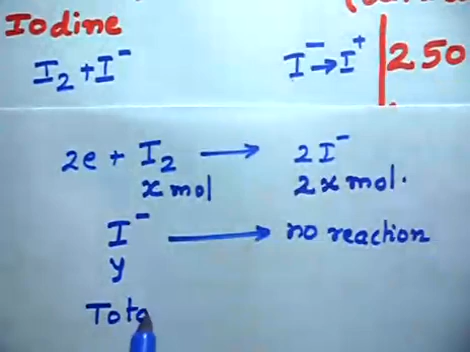 Iodine
I₂ + I⁻
I⁻ → I⁺ | 250
2e + I₂ → 2I⁻
x mol 2x mol.
I⁻ → no reaction
y
Tota